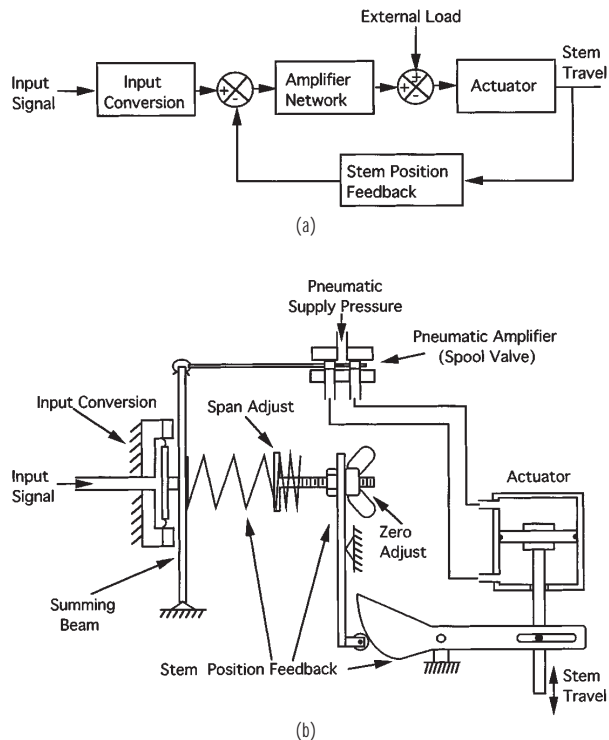 External Load
Stem
Travel
Input
Signal
Input
Conversion
+
-
Amplifier
Network
+
+
-
Actuator
Stem Position
Feedback
(a)
Pneumatic
Supply Pressure
Pneumatic Amplifier
(Spool Valve)
Input Conversion
Span Adjust
Input
Signal
Actuator
Zero
Adjust
Summing
Beam
Stem Position Feedback
Stem
Travel
(b)